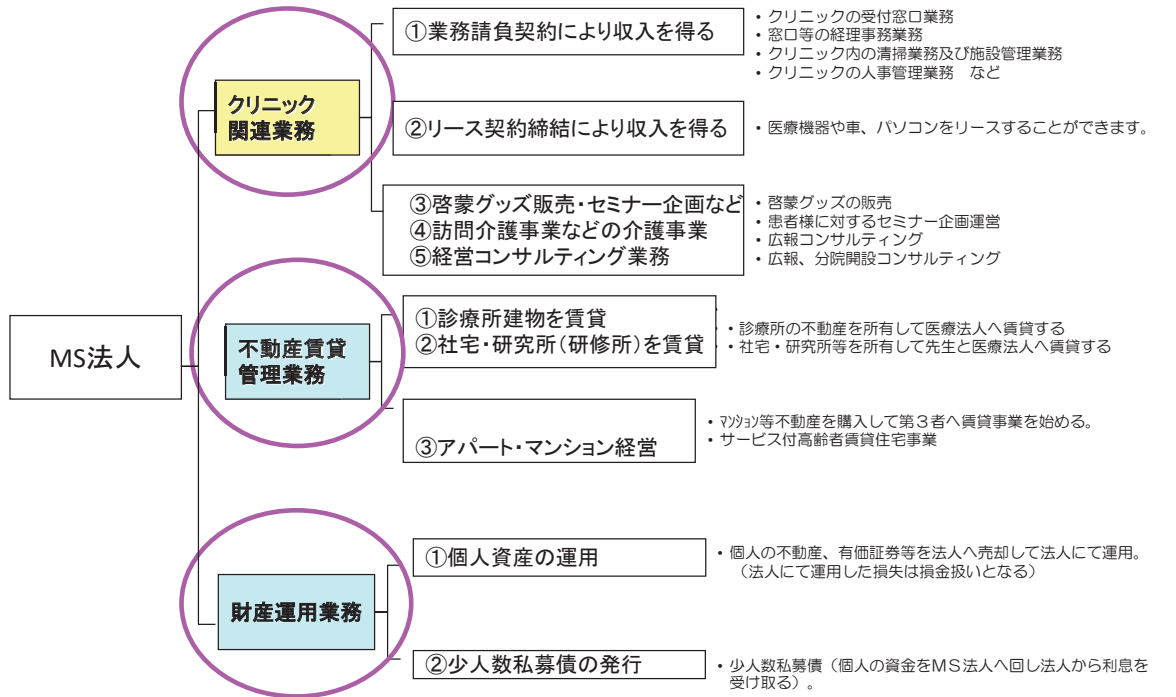 MS法人
クリニック
関連業務
①業務請負契約により収入を得る
・クリニックの受付窓口業務
・窓口等の経理事務業務
・クリニック内の清掃業務及び施設管理業務
・クリニックの人事管理業務　など
②リース契約締結により収入を得る
・医療機器や車、パソコンをリースすることができます。
③啓蒙グッズ販売・セミナー企画など
④訪問介護事業などの介護事業
⑤経営コンサルティング業務
・啓蒙グッズの販売
・患者様に対するセミナー企画運営
・広報コンサルティング
・広報、分院開設コンサルティング
不動産賃貸
管理業務
①診療所建物を賃貸
②社宅・研究所（研修所）を賃貸
・
・診療所の不動産を所有して医療法人へ賃貸する
・社宅・研究所等を所有して先生と医療法人へ賃貸する
③アパート・マンション経営
・ﾏﾝｼｮﾝ等不動産を購入して第３者へ賃貸事業を始める。
・サービス付高齢者賃貸住宅事業
財産運用業務
①個人資産の運用
・個人の不動産、有価証券等を法人へ売却して法人にて運用。
（法人にて運用した損失は損金扱いとなる）
②少人数私募債の発行
・少人数私募債（個人の資金をＭＳ法人へ回し法人から利息を
受け取る）。